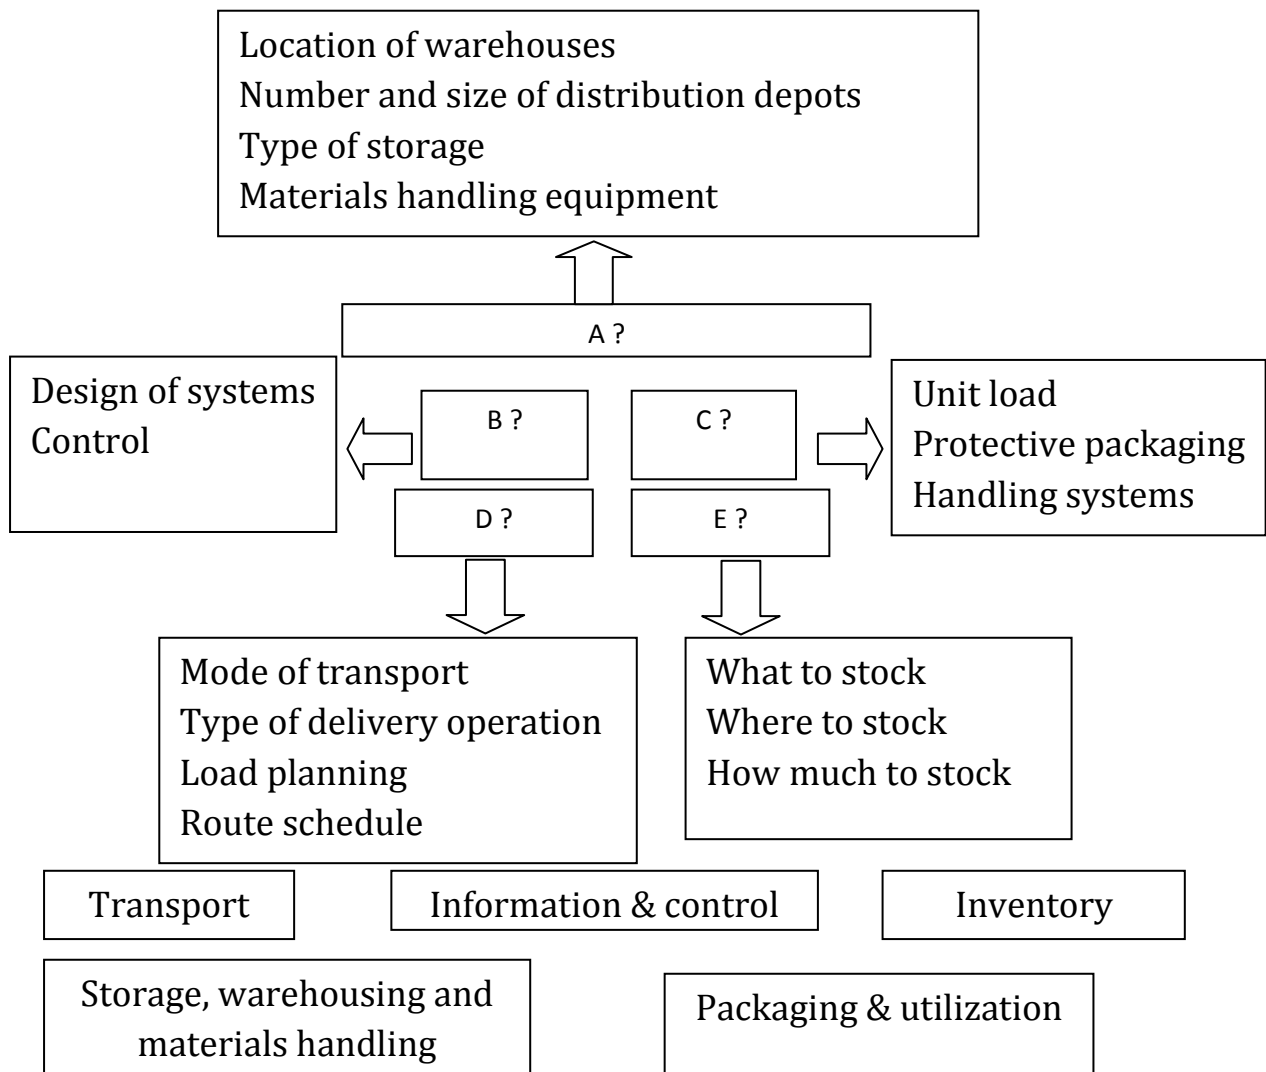 Location of warehouses
Number and size of distribution depots
Type of storage
Materials handling equipment
A ?
Design of systems
Control
B ?
C ?
Unit load
Protective packaging
Handling systems
D ?
E ?
Mode of transport
Type of delivery operation
Load planning
Route schedule
What to stock
Where to stock
How much to stock
Transport
Information & control
Inventory
Storage, warehousing and
materials handling
Packaging & utilization